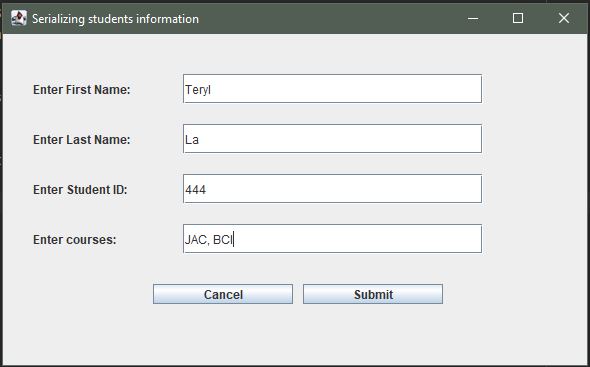 Serializing students information
Enter First Name: Teryl
Enter Last Name: La
Enter Student ID: 444
Enter courses: JAC, BCI
Cancel Submit